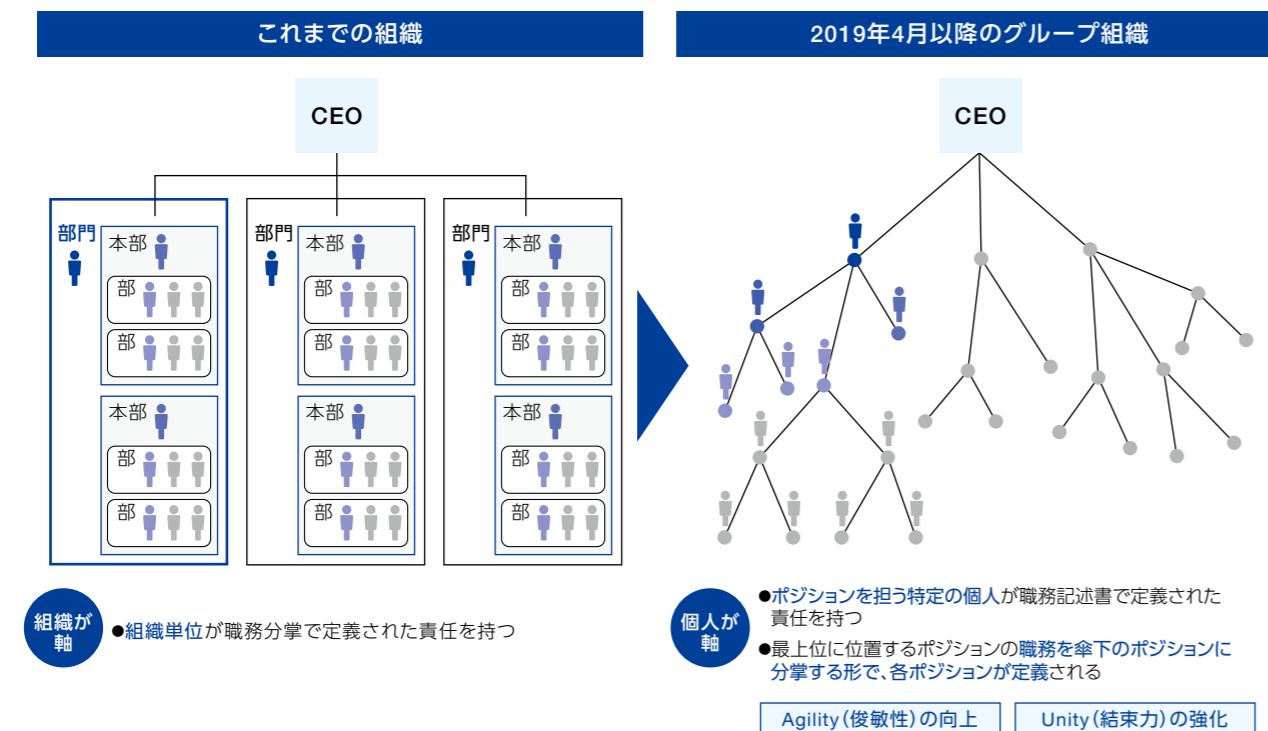 これまでの組織
CEO
部門
本部
部
部
本部
部
部
部門
本部
部
部
本部
部
部
部門
本部
部
部
本部
部
部
組織が
軸
●組織単位が職務分掌で定義された責任を持つ
2019年4月以降のグループ組織
CEO
個人が
軸
●ポジションを担う特定の個人が職務記述書で定義された
責任を持つ
●最上位に位置するポジションの職務を傘下のポジションに
分掌する形で、各ポジションが定義される
Agility（俊敏性）の向上
Unity（結束力）の強化